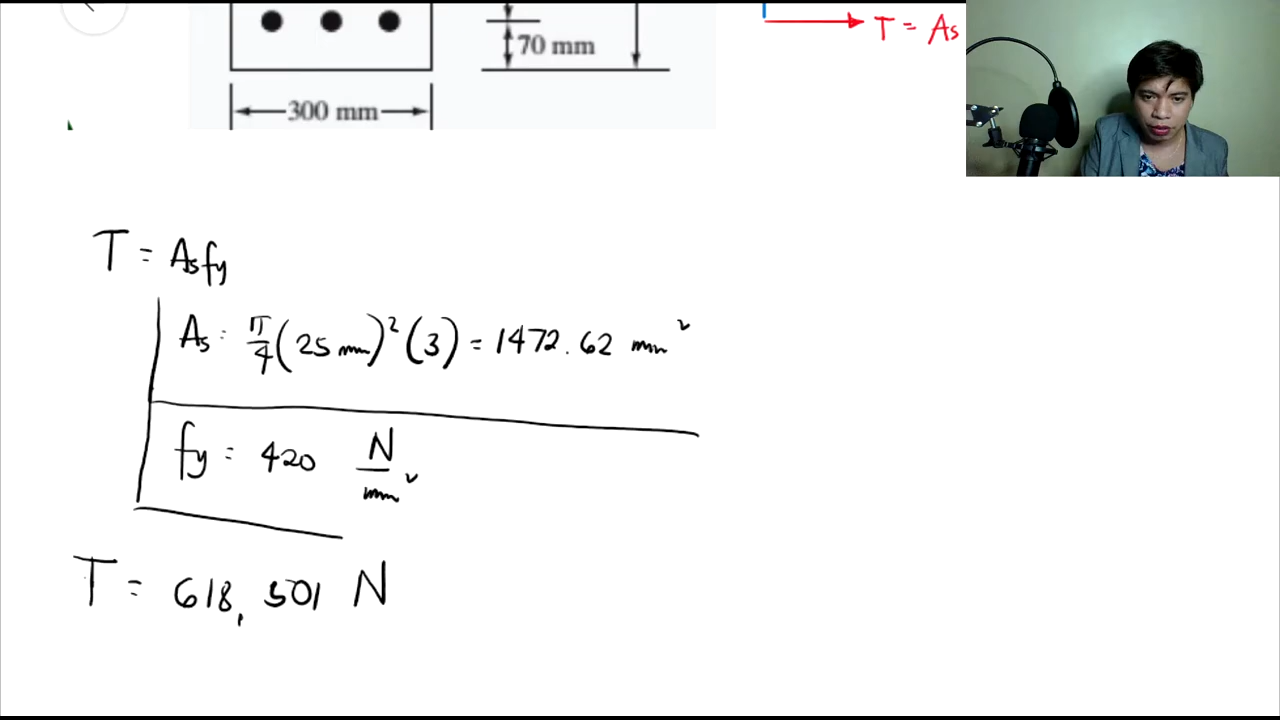 70 mm
T = As
300 mm
T = Asfy
As = π/4 (25 mm)² (3) = 1472.62 mm²
fy = 420 N/mm²
T = 618,501 N